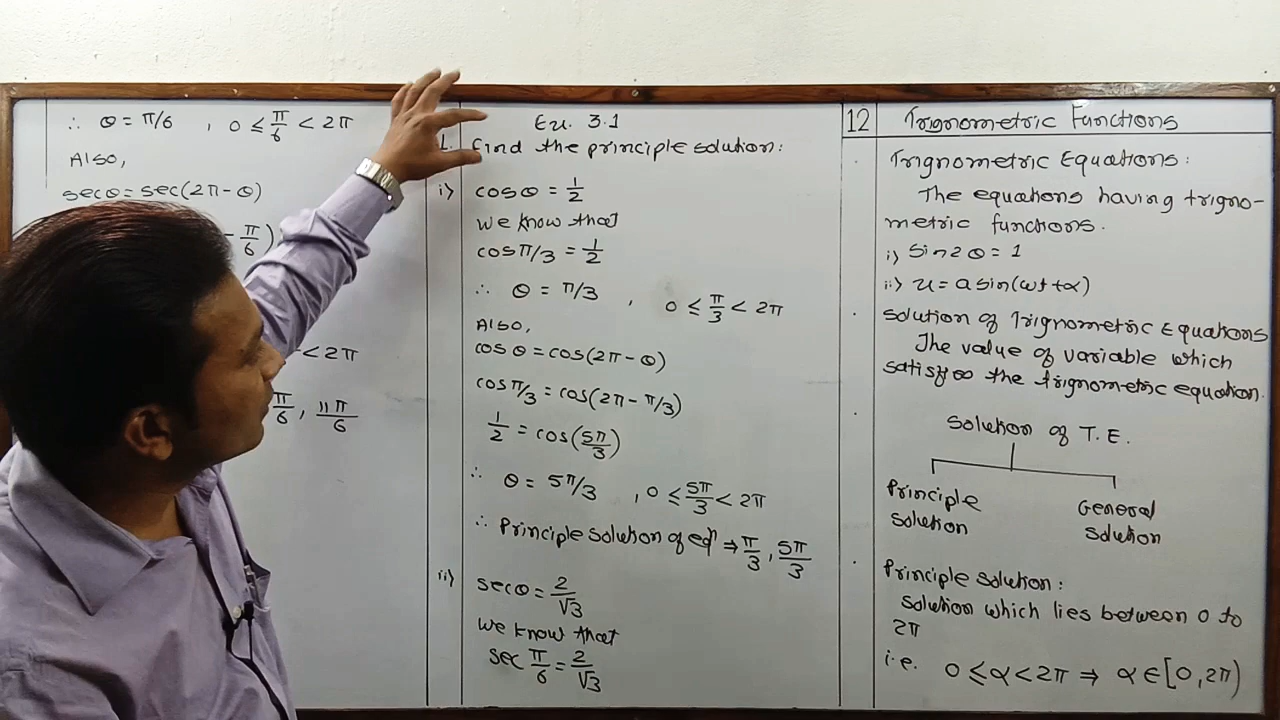 12 Trignometric Functions
Trignometric Equations:
The equations having trigno-
metric functions.
i) sin2θ = 1
ii) x = a sin(ωt+α)
Solution of Trignometric Equations
The value of variable which
satisfy the trignometric equation.
Solution of T.E.
Principle solution
General solution
Principle solution:
Solution which lies between 0 to
2π
i.e. 0 ≤ α < 2π ⇒ α ∈ [0, 2π)
Ex. 3.1
1. Find the principle solution:
i) cosθ = 1/2
We know that
cos π/3 = 1/2
∴ θ = π/3 , 0 ≤ π/3 < 2π
Also,
cosθ = cos(2π - θ)
cos π/3 = cos(2π - π/3)
1/2 = cos(5π/3)
∴ θ = 5π/3 , 0 ≤ 5π/3 < 2π
∴ Principle solution of eqn ⇒ π/3, 5π/3
ii) secθ = 2/√3
We know that
sec π/6 = 2/√3
∴ θ = π/6 , 0 ≤ π/6 < 2π
Also,
secθ = sec(2π - θ)
- π/6)
< 2π
π/6, 11π/6